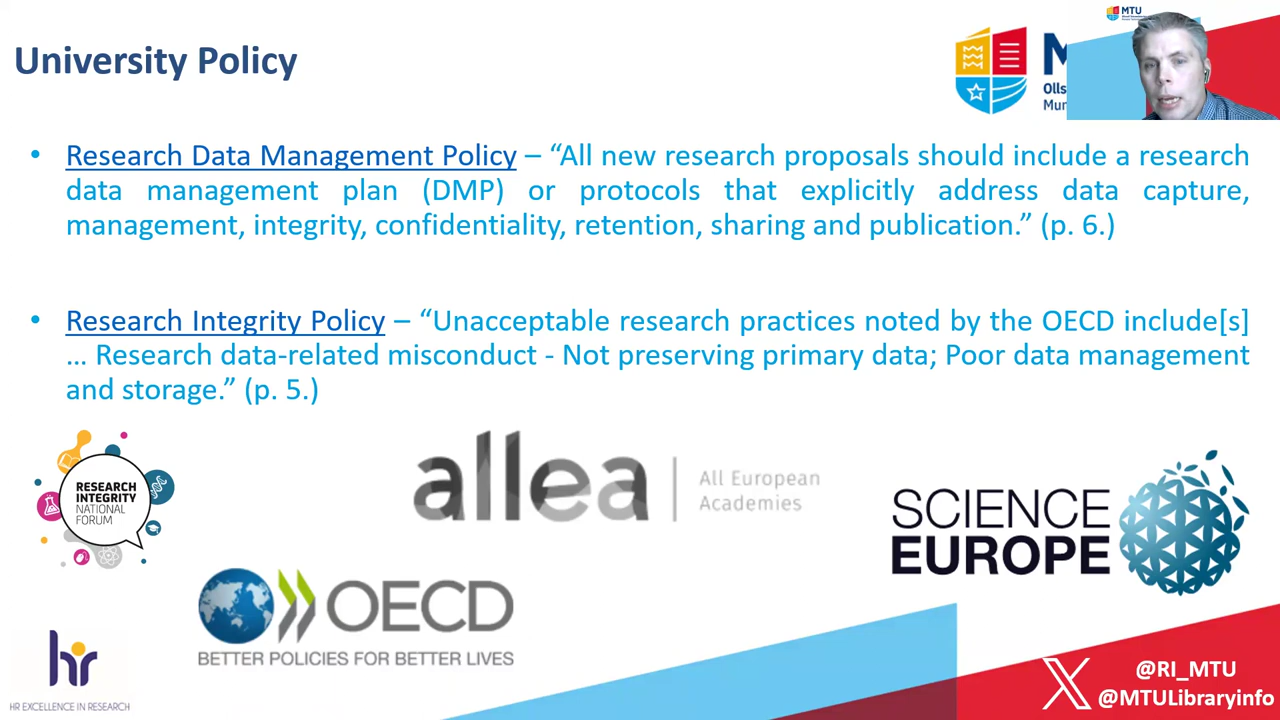 MTU
University Policy
M
Olls
Mur
• Research Data Management Policy – “All new research proposals should include a research
data management plan (DMP) or protocols that explicitly address data capture,
management, integrity, confidentiality, retention, sharing and publication.” (p. 6.)
• Research Integrity Policy – “Unacceptable research practices noted by the OECD include[s]
… Research data-related misconduct - Not preserving primary data; Poor data management
and storage.” (p. 5.)
RESEARCH
INTEGRITY
NATIONAL
FORUM
allea
All European
Academies
SCIENCE
EUROPE
OECD
BETTER POLICIES FOR BETTER LIVES
hr
HR EXCELLENCE IN RESEARCH
@RI_MTU
@MTULibraryinfo